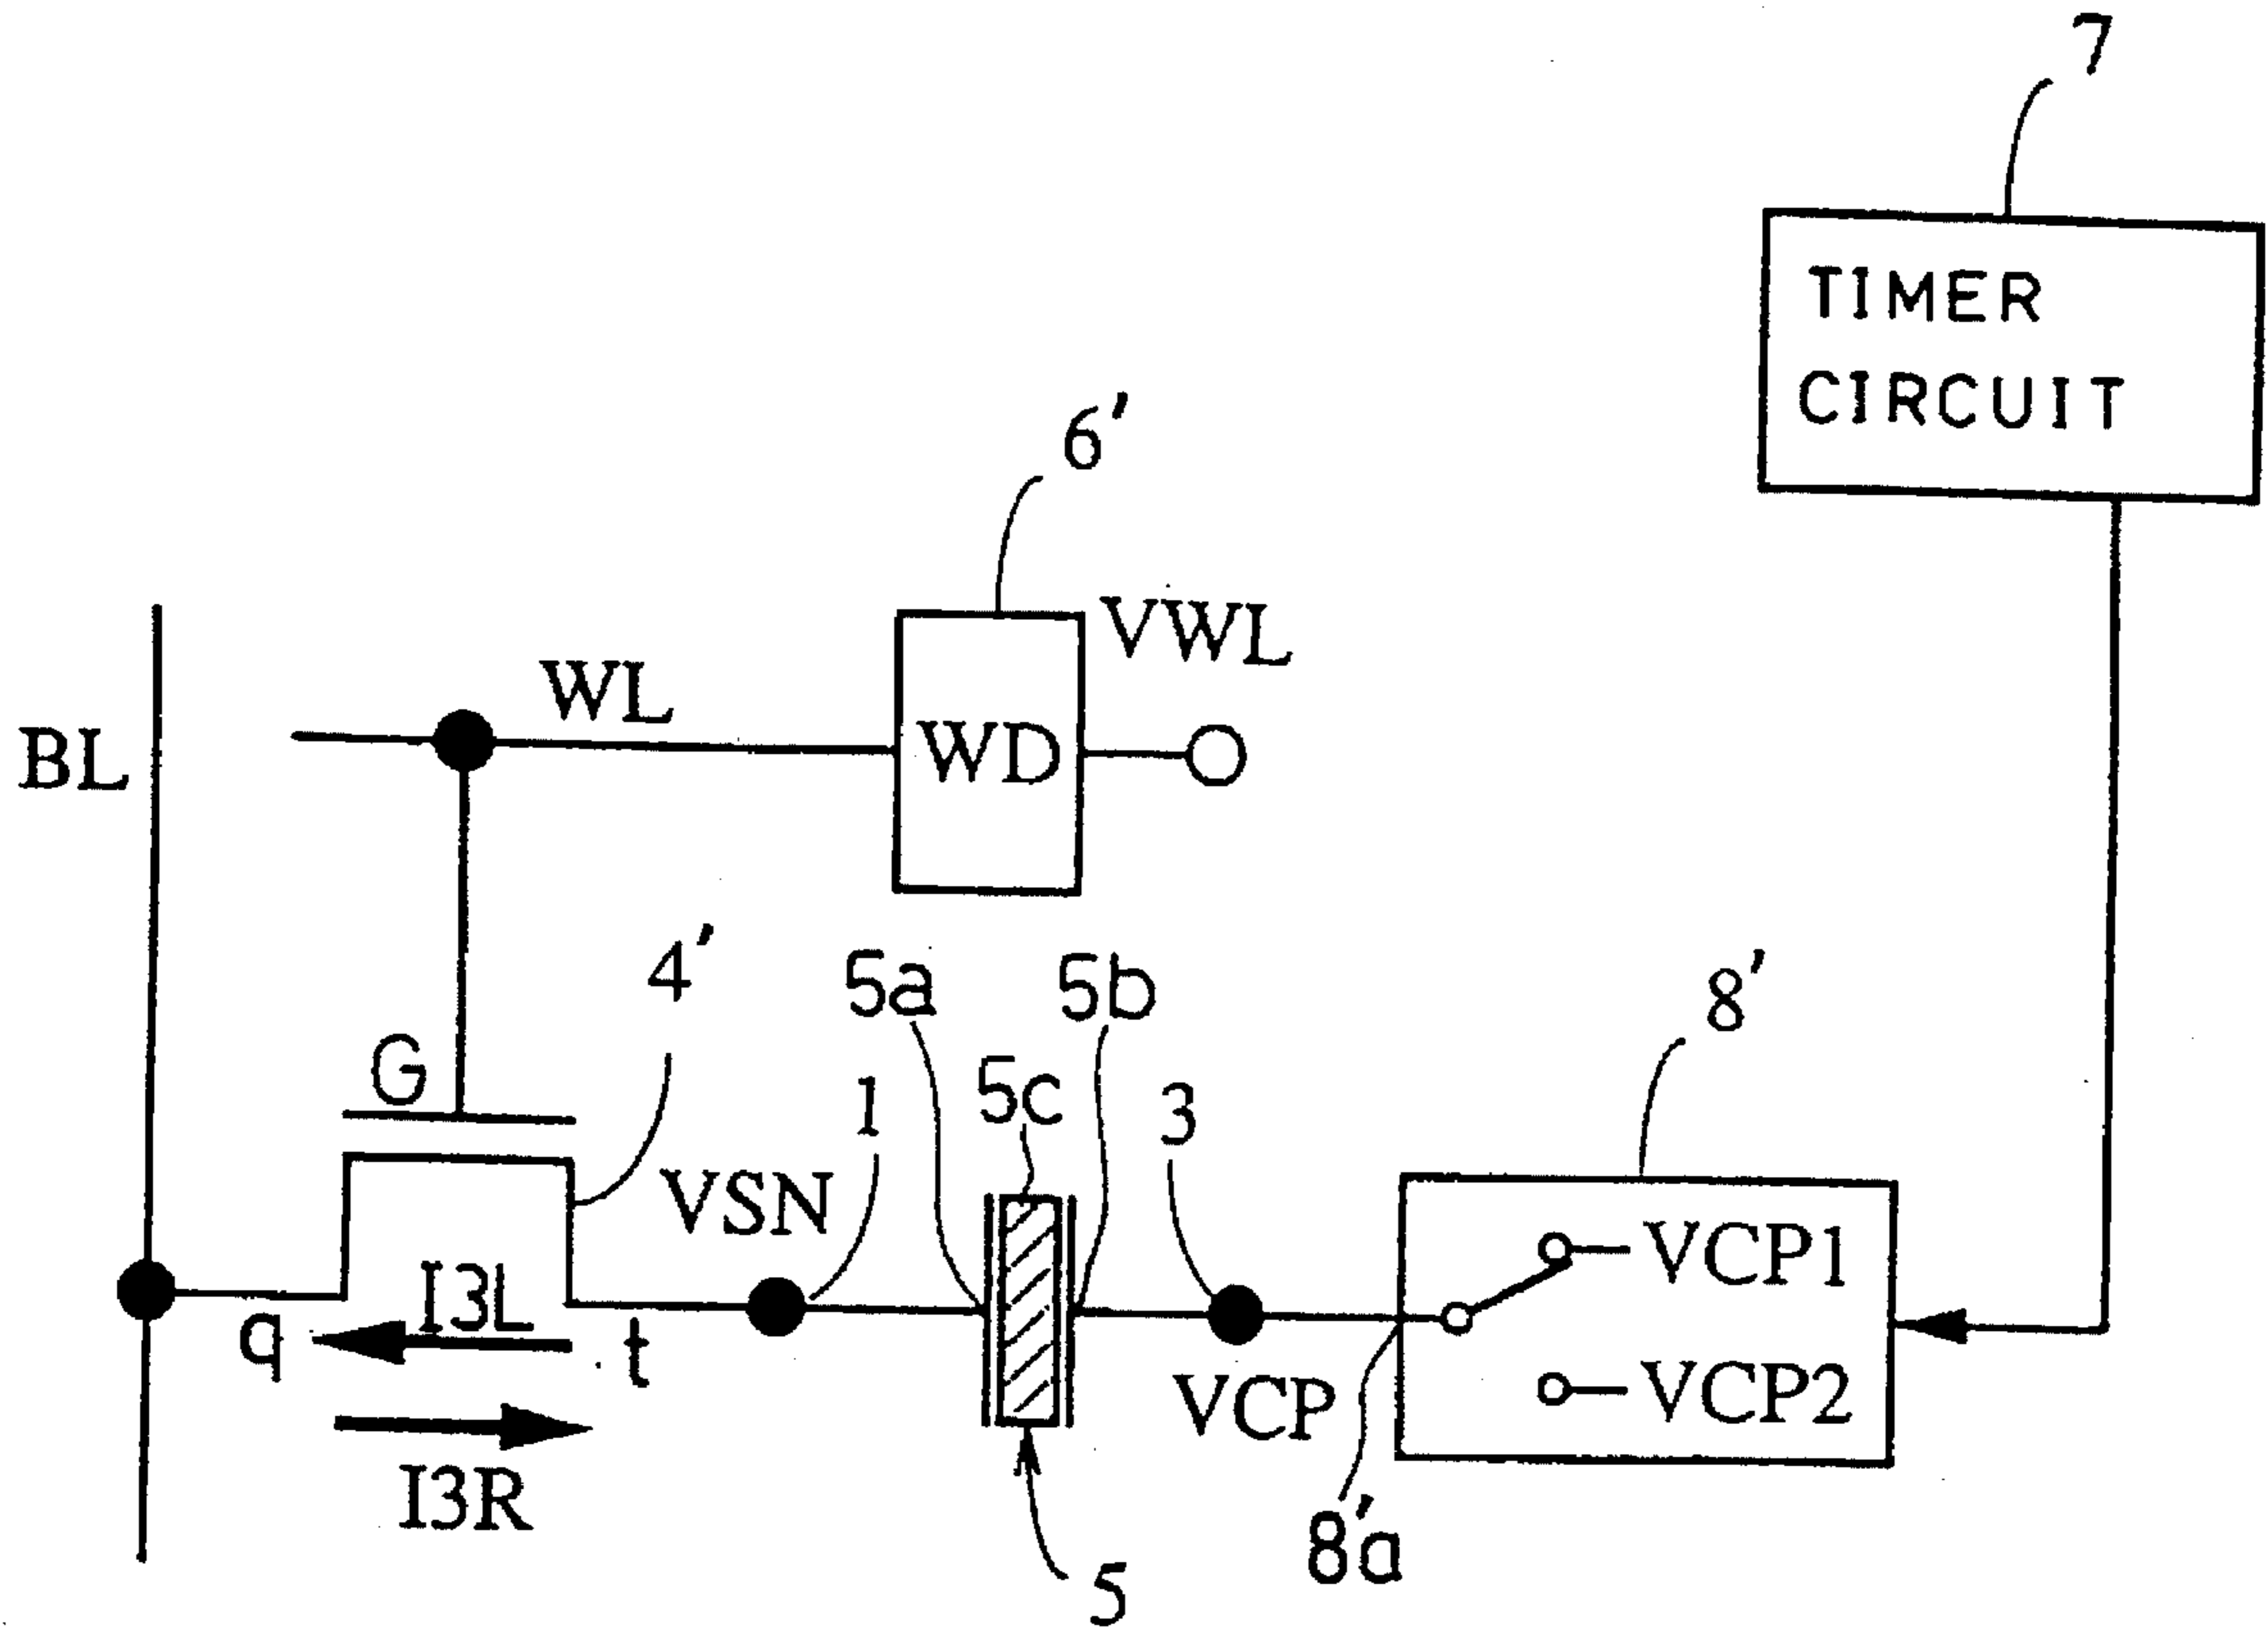 7
TIMER
CIRCUIT
6'
VWL
WL
BL
WD
4'
5a
5b
8'
G
5c
1
3
VSN
VCP1
I3L
q
t
VCP
VCP2
I3R
8'a
5